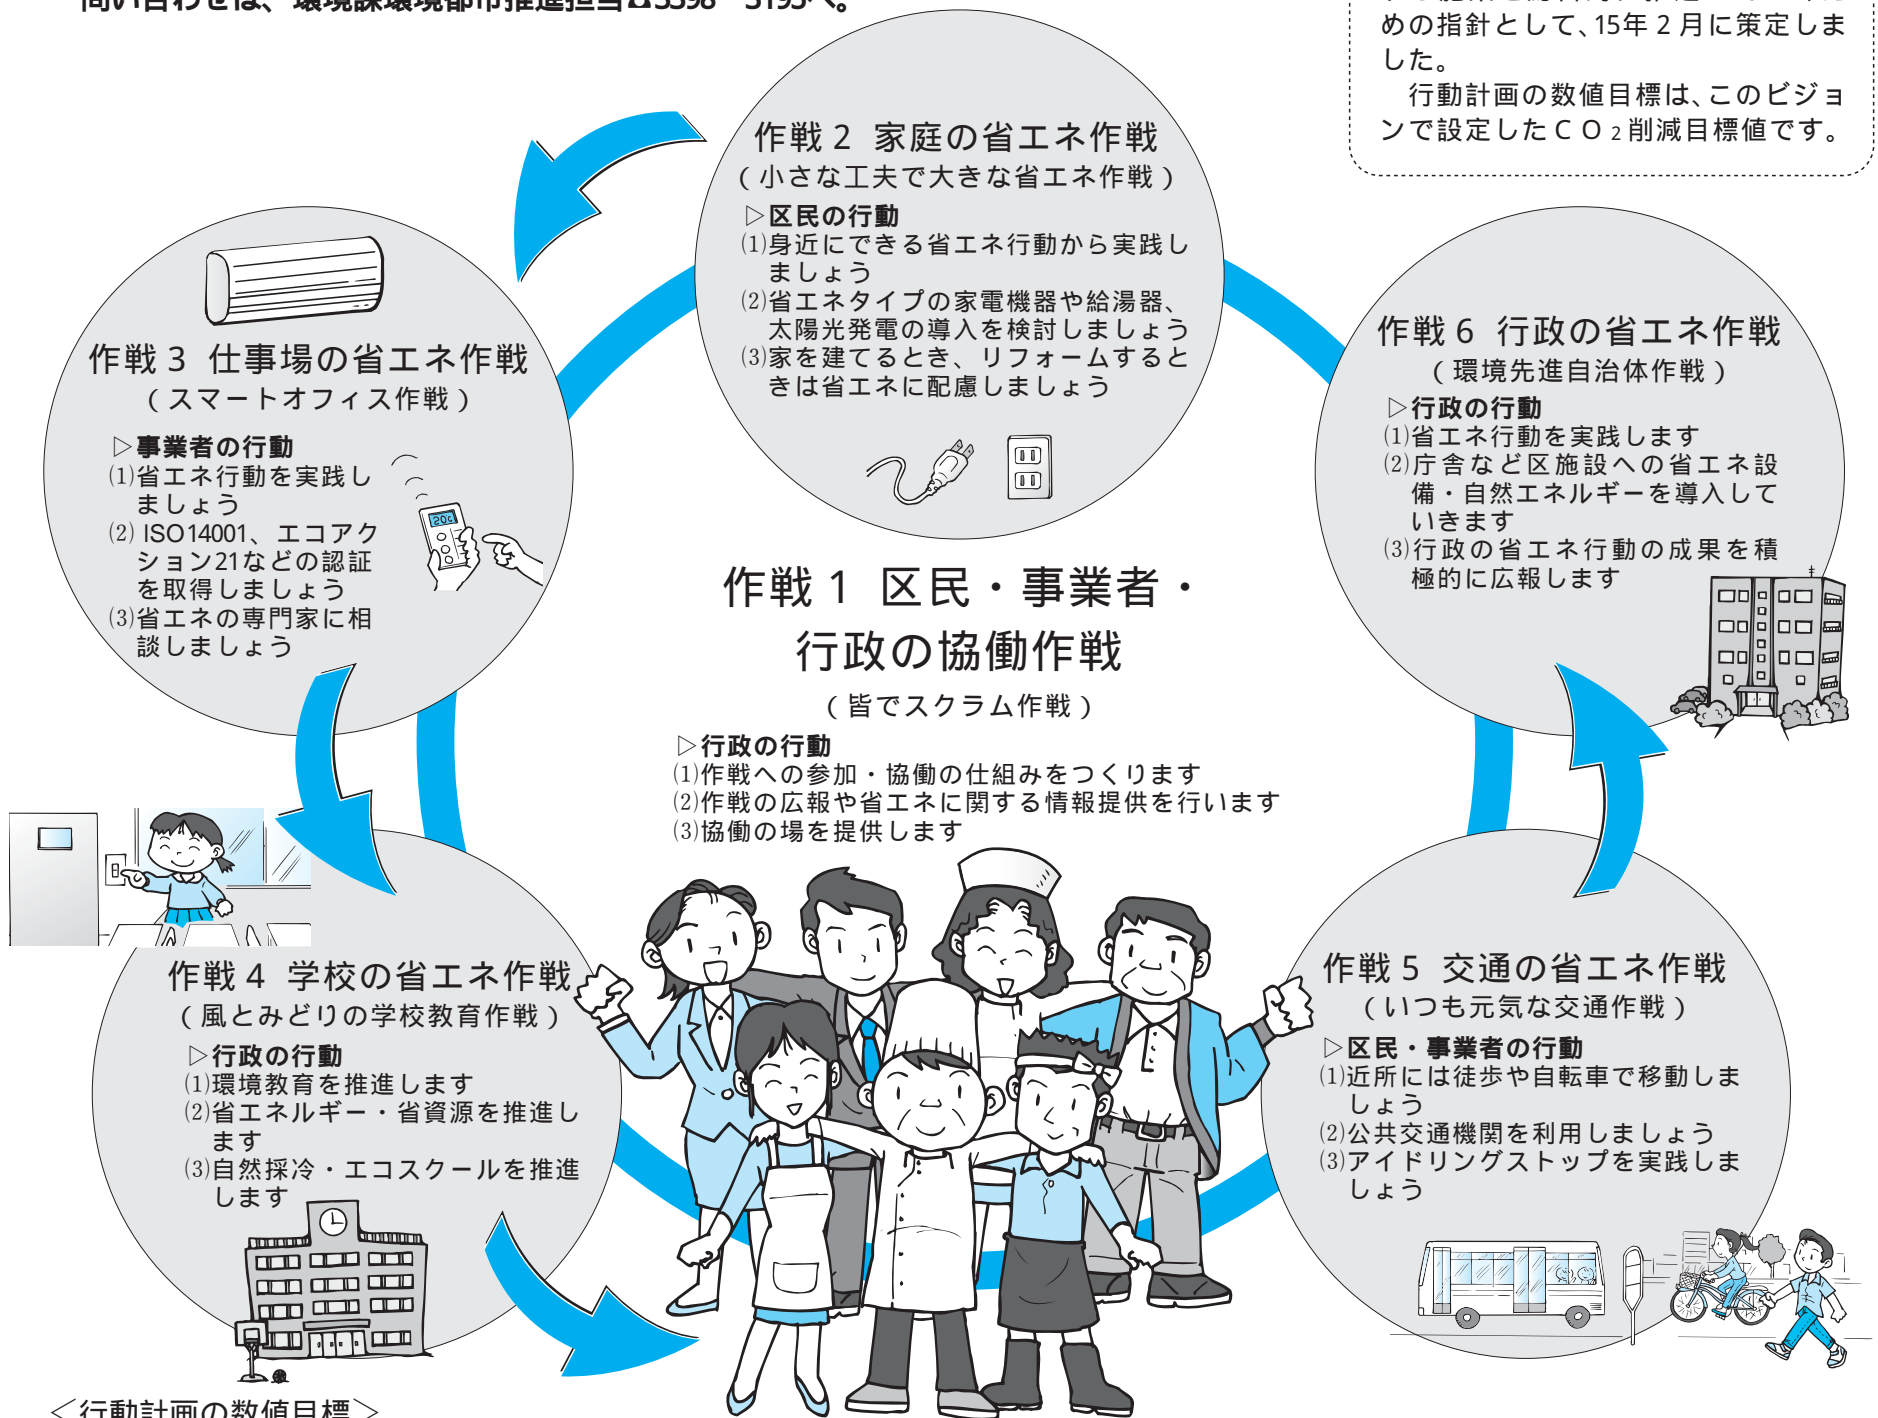 問い合わせは、環境課環境都市推進担当☎5398－3195へ。
めの指針として、15年２月に策定しま
した。
行動計画の数値目標は、このビジョ
ンで設定したＣＯ２削減目標値です。
作戦２ 家庭の省エネ作戦
（小さな工夫で大きな省エネ作戦）
▷区民の行動
⑴身近にできる省エネ行動から実践し
ましょう
⑵省エネタイプの家電機器や給湯器、
太陽光発電の導入を検討しましょう
⑶家を建てるとき、リフォームすると
きは省エネに配慮しましょう
作戦３ 仕事場の省エネ作戦
（スマートオフィス作戦）
▷事業者の行動
⑴省エネ行動を実践し
ましょう
⑵ ISO14001、エコアク
ション21などの認証
を取得しましょう
⑶省エネの専門家に相
談しましょう
20c
作戦６ 行政の省エネ作戦
（環境先進自治体作戦）
▷行政の行動
⑴省エネ行動を実践します
⑵庁舎など区施設への省エネ設
備・自然エネルギーを導入して
いきます
⑶行政の省エネ行動の成果を積
極的に広報します
作戦１ 区民・事業者・
行政の協働作戦
（皆でスクラム作戦）
▷行政の行動
⑴作戦への参加・協働の仕組みをつくります
⑵作戦の広報や省エネに関する情報提供を行います
⑶協働の場を提供します
作戦４ 学校の省エネ作戦
（風とみどりの学校教育作戦）
▷行政の行動
⑴環境教育を推進します
⑵省エネルギー・省資源を推進し
ます
⑶自然採冷・エコスクールを推進
します
作戦５ 交通の省エネ作戦
（いつも元気な交通作戦）
▷区民・事業者の行動
⑴近所には徒歩や自転車で移動しま
しょう
⑵公共交通機関を利用しましょう
⑶アイドリングストップを実践しま
しょう
＜行動計画の数値目標＞